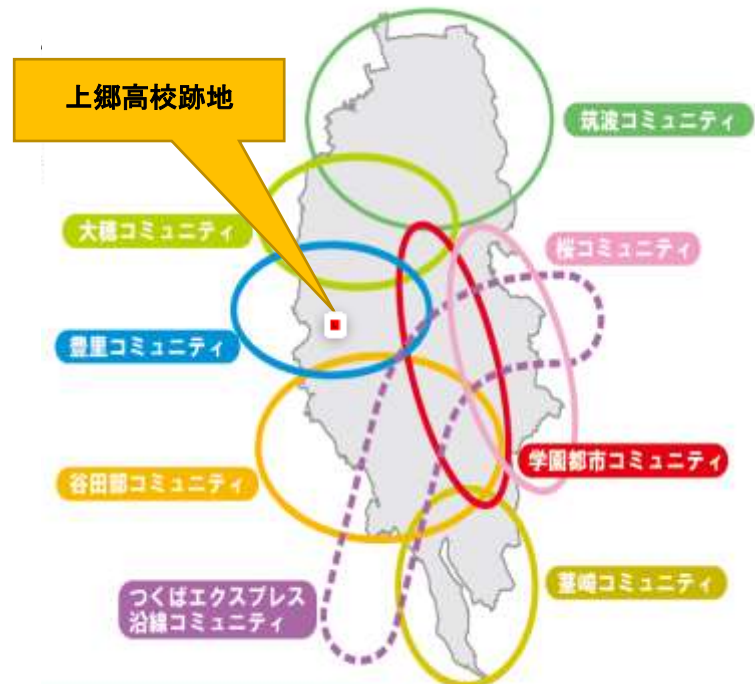 上郷高校跡地
筑波コミュニティ
大穂コミュニティ
桜コミュニティ
豊里コミュニティ
学園都市コミュニティ
谷田部コミュニティ
つくばエクスプレス
沿線コミュニティ
茎崎コミュニティ